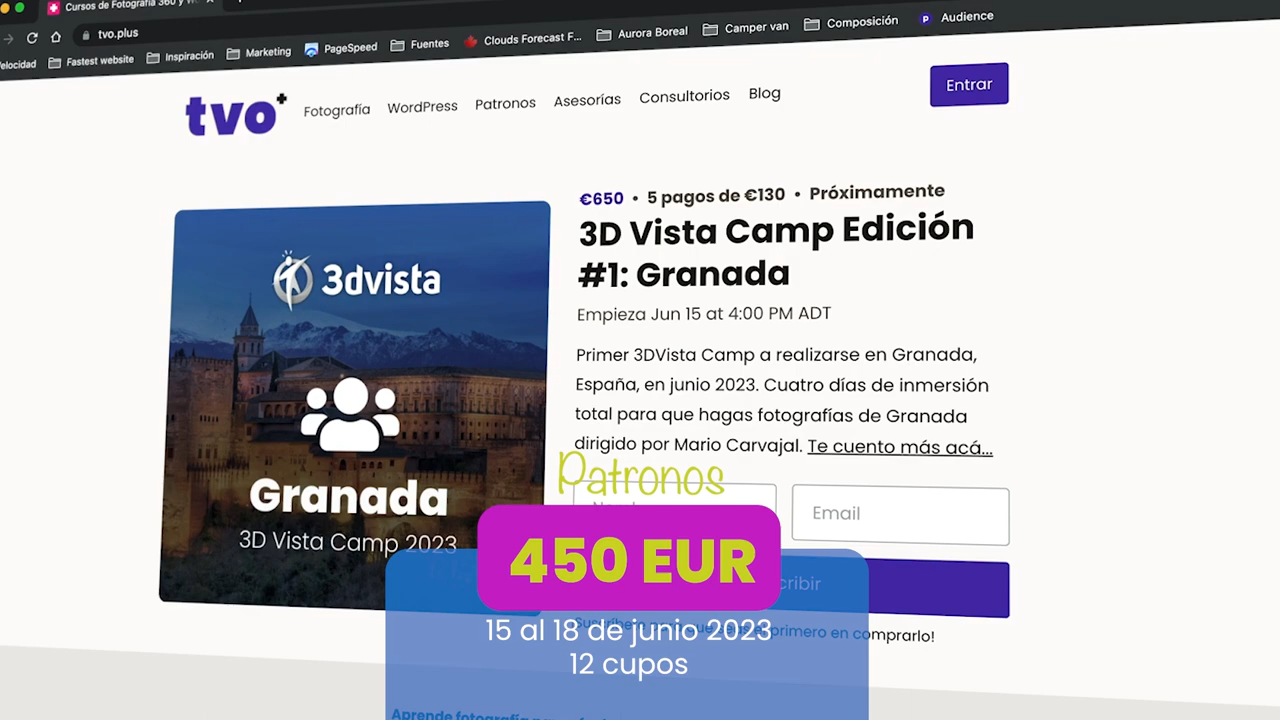 Cursos de Fotografía 360 y W
tvo.plus
Velocidad
Fastest website
Inspiración
Marketing
PageSpeed
Fuentes
Clouds Forecast F...
Aurora Boreal
Camper van
Composición
Audience
tvo+
Fotografía
WordPress
Patronos
Asesorías
Consultorios
Blog
Entrar
€650 • 5 pagos de €130 • Próximamente
3D Vista Camp Edición
#1: Granada
Empieza Jun 15 at 4:00 PM ADT
Primer 3DVista Camp a realizarse en Granada,
España, en junio 2023. Cuatro días de inmersión
total para que hagas fotografías de Granada
dirigido por Mario Carvajal. Te cuento más acá...
3dvista
Granada
3D Vista Camp 2023
Patronos
Email
450 EUR
cribir
15 al 18 de junio 2023
primero en comprarlo!
12 cupos
Aprende fotografía